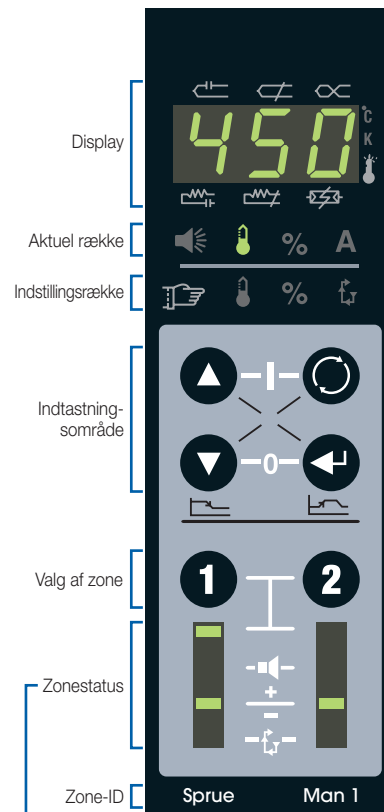 Display
450
°C
K
Aktuel række
% A
Indstillingsrække
%
Indtastning-
sområde
I
0
Valg af zone
1 2
Zonestatus
+
−
Zone-ID
Sprue Man 1